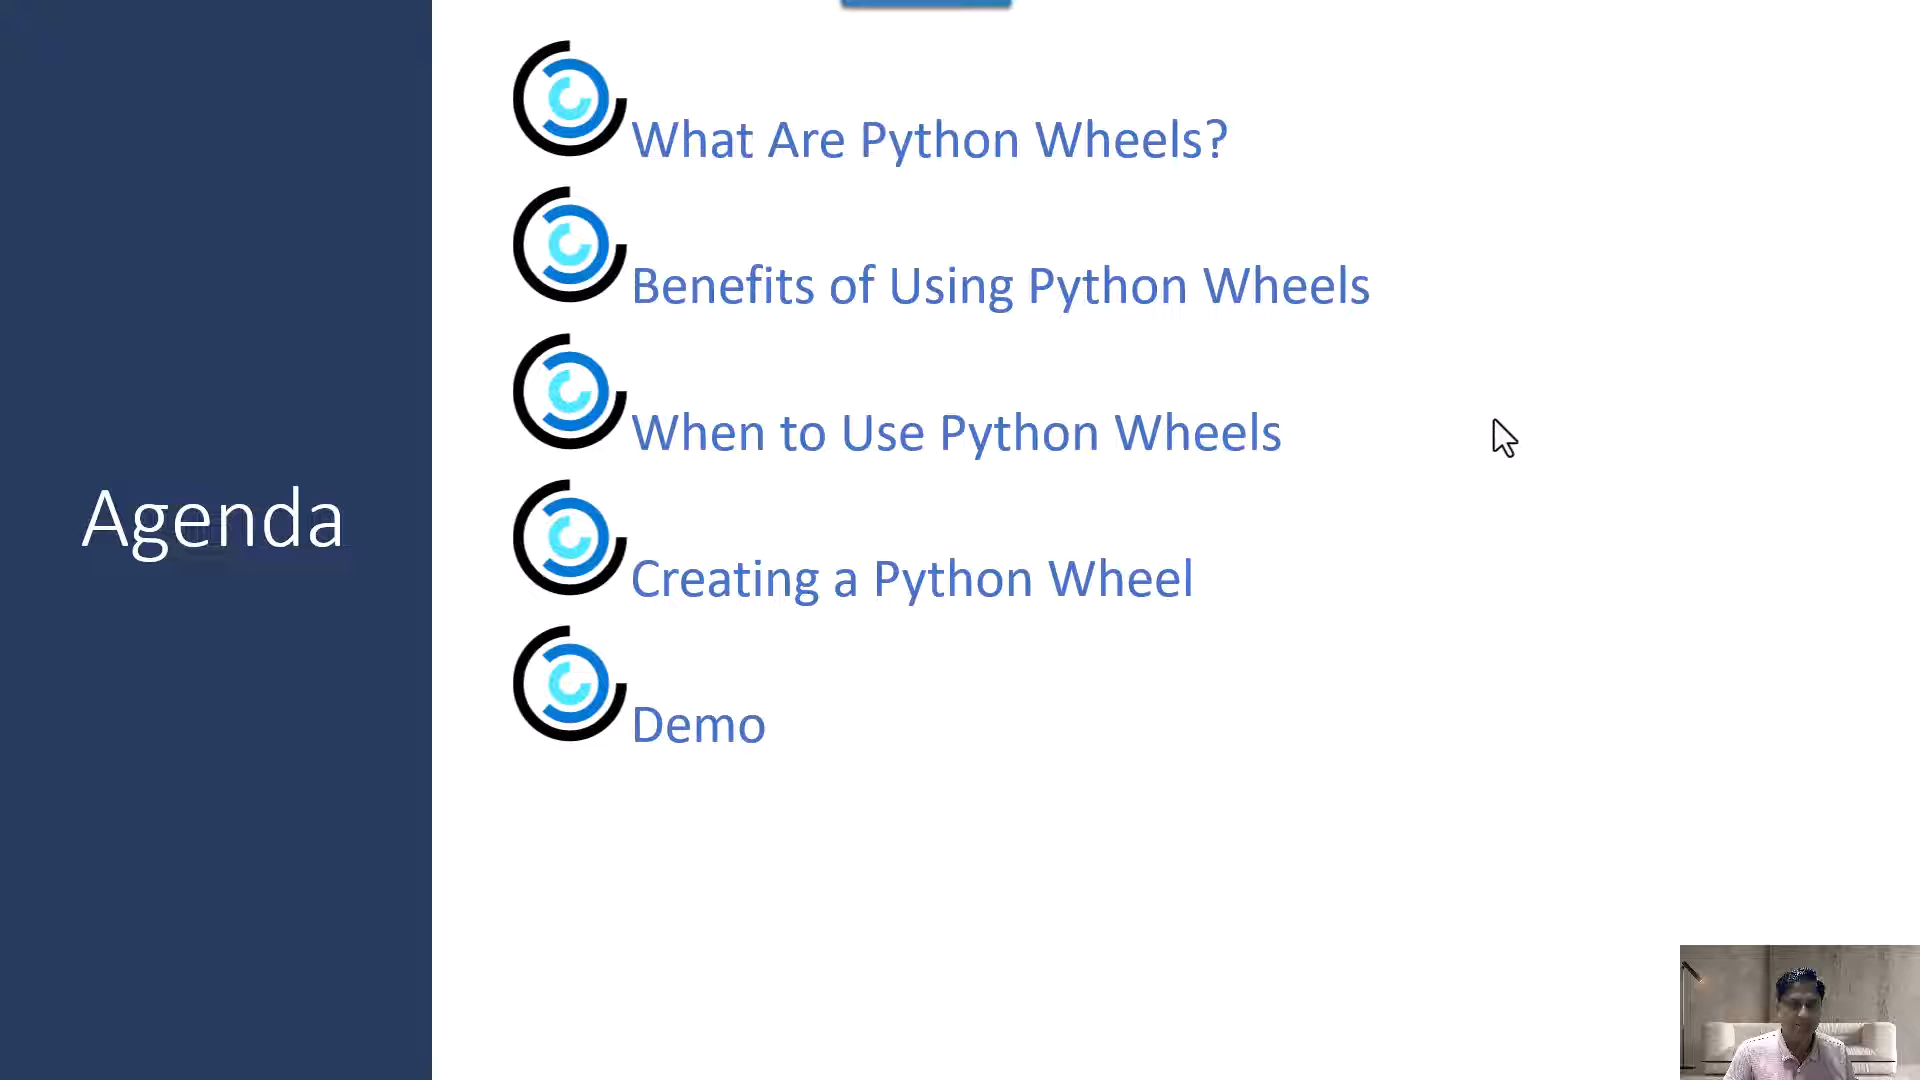 Agenda
What Are Python Wheels?
Benefits of Using Python Wheels
When to Use Python Wheels
Creating a Python Wheel
Demo